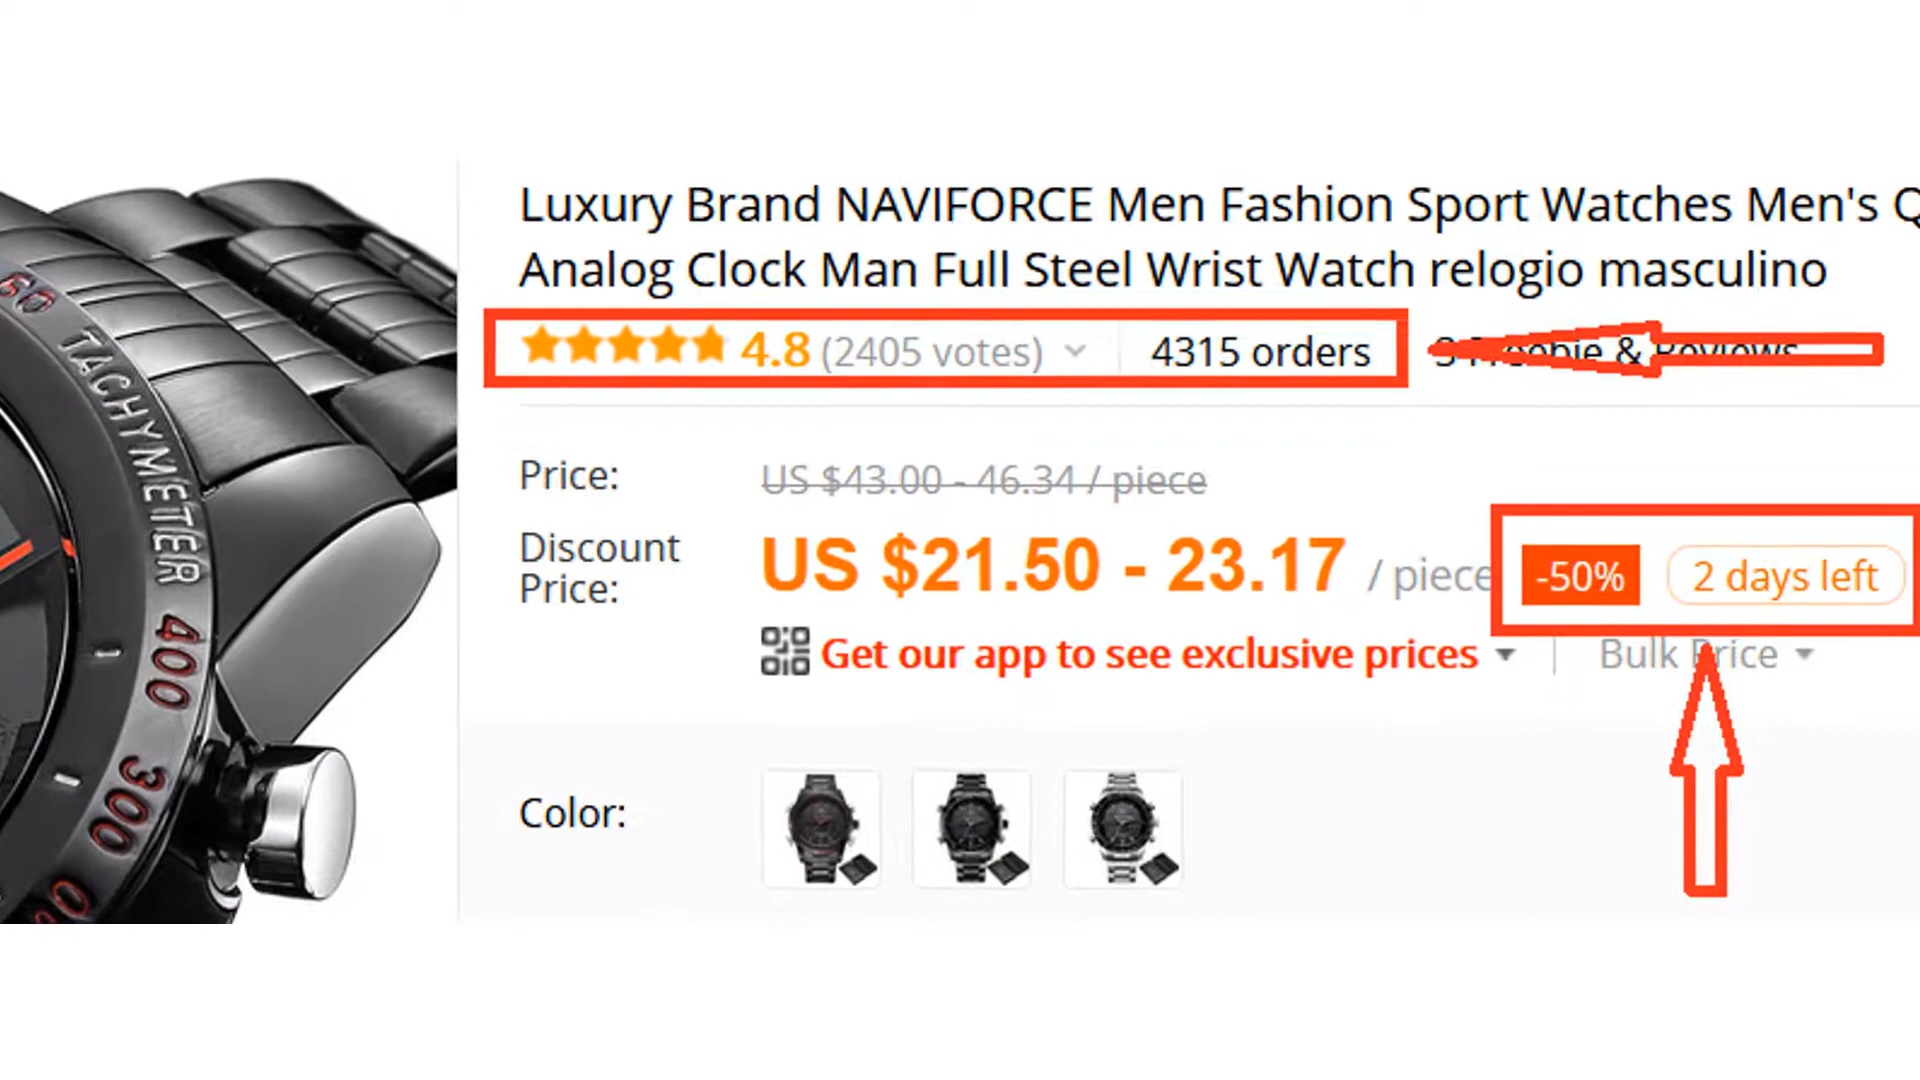 Luxury Brand NAVIFORCE Men Fashion Sport Watches Men's
Analog Clock Man Full Steel Wrist Watch relogio masculino
4.8 (2405 votes) 4315 orders & Reviews
Price: US $43.00 - 46.34 / piece
Discount Price: US $21.50 - 23.17 / piece -50% 2 days left
Get our app to see exclusive prices Bulk Price
Color:
60
TACHYMETER
400
300